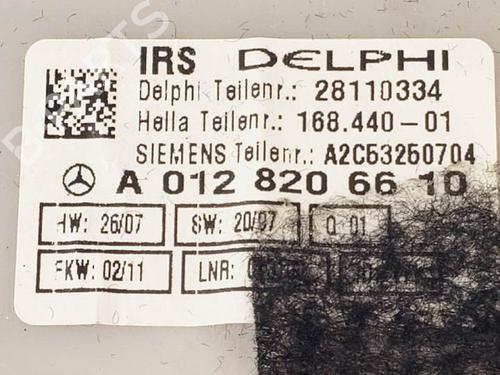 IRS DELPHI
Delphi Teilenr.: 28110334
Hella Teilenr.: 168.440-01
SIEMENS Teilenr.: A2C53250704
A 012 820 66 10
HW: 26/07 SW: 20/07 Q 01
FKW: 02/11 LNR: